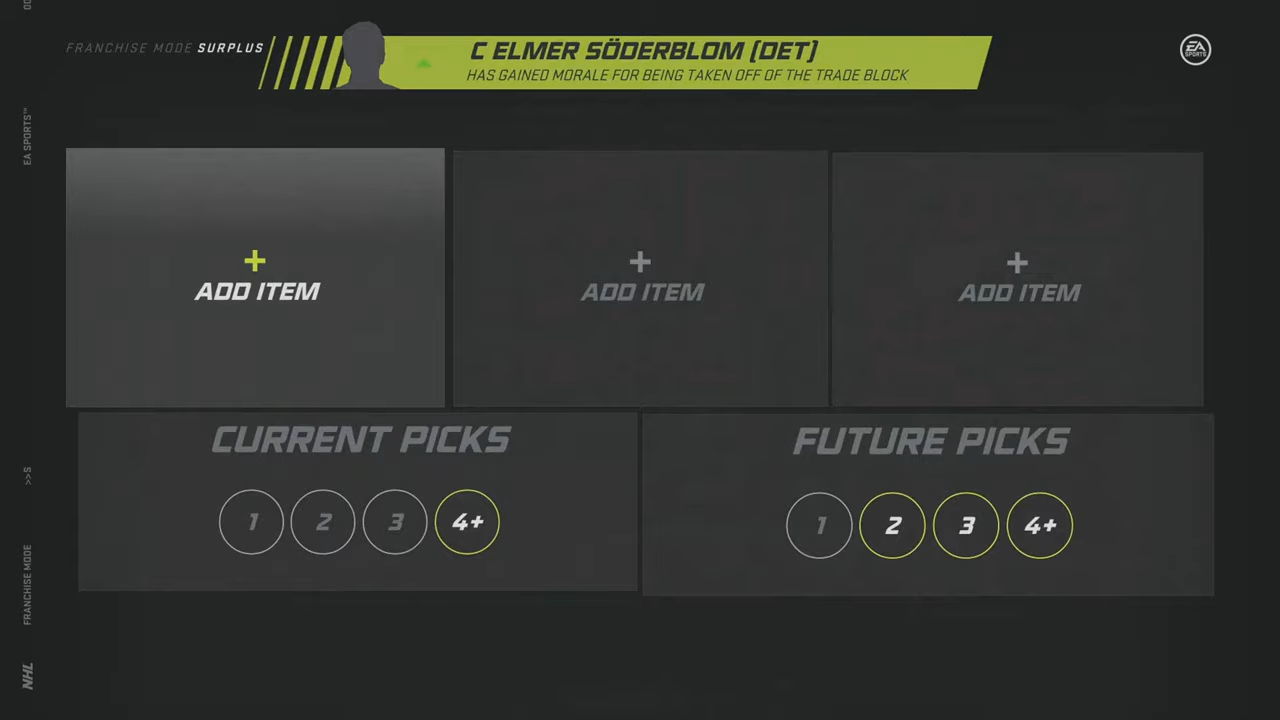 FRANCHISE MODE SURPLUS
C ELMER SÖDERBLOM (DET)
HAS GAINED MORALE FOR BEING TAKEN OFF OF THE TRADE BLOCK
EA SPORTS
+ ADD ITEM
+ ADD ITEM
+ ADD ITEM
CURRENT PICKS
1 2 3 4+
FUTURE PICKS
1 2 3 4+
EA SPORTS™
>>S
FRANCHISE MODE
NHL